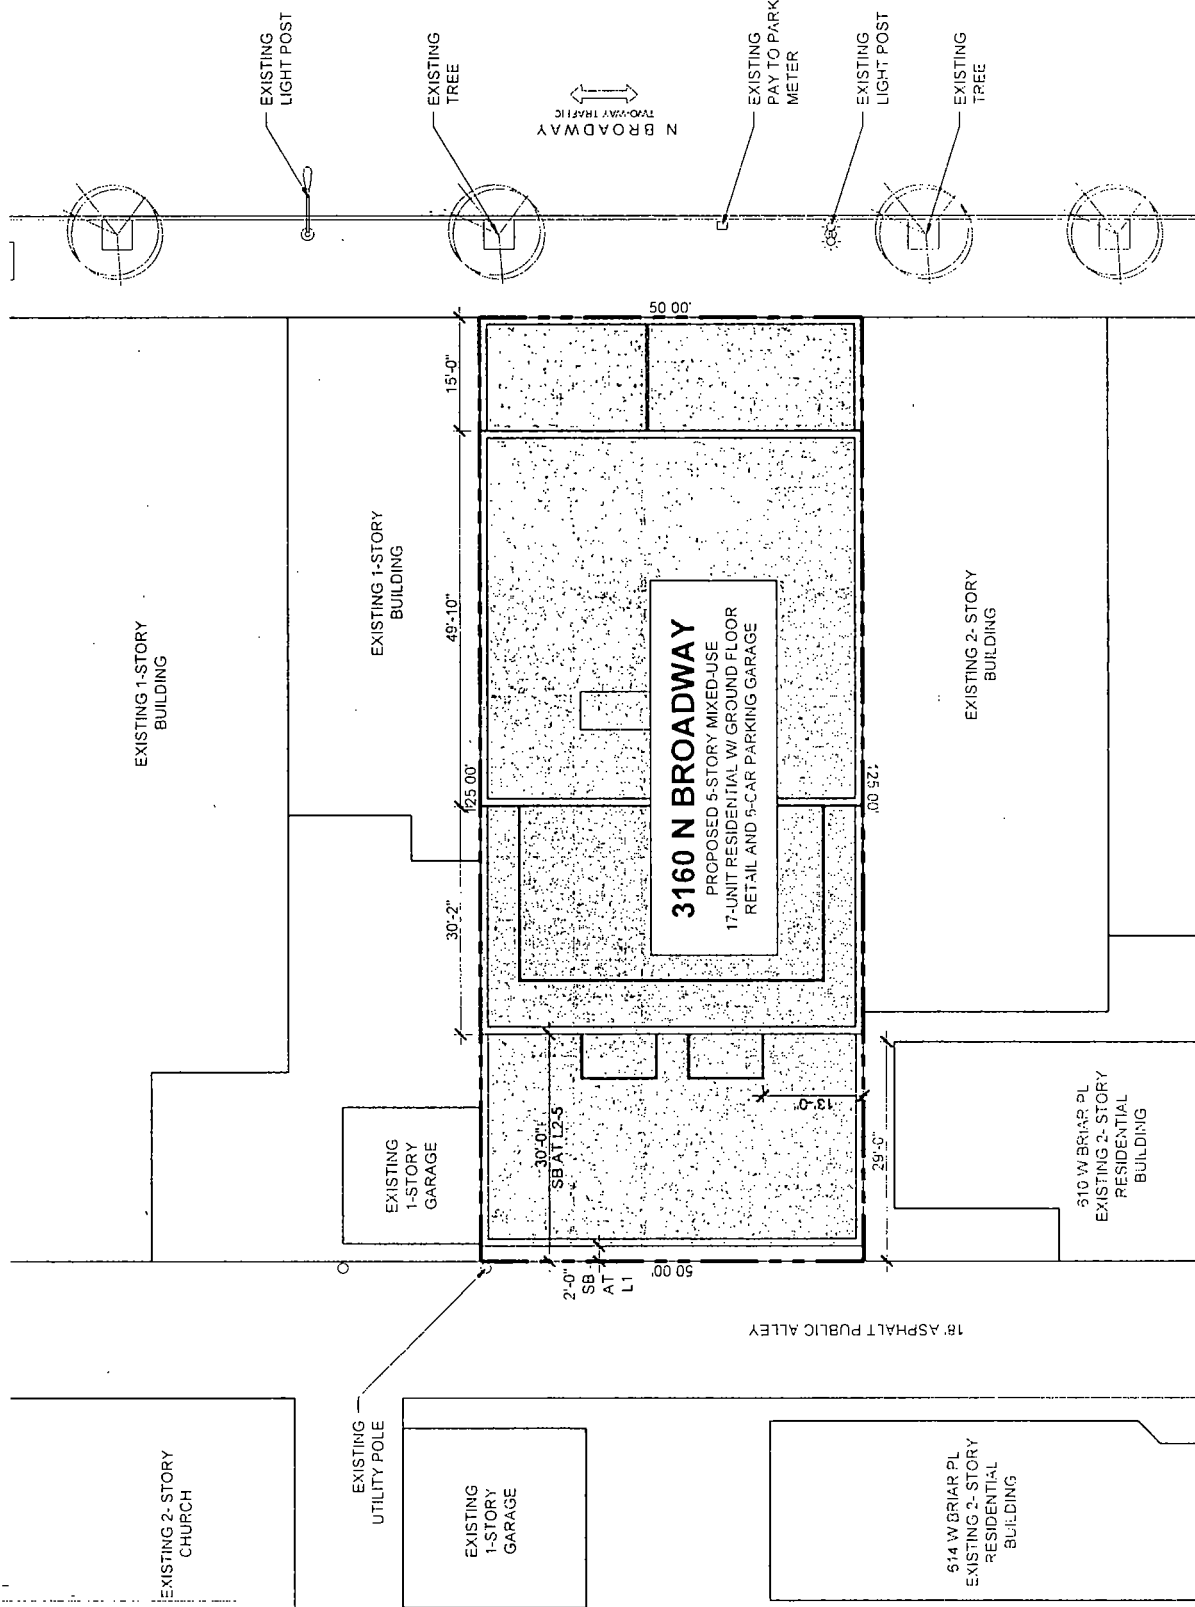 EXISTING
LIGHT POST
EXISTING
TREE
N BROADWAY
TWO-WAY TRAFFIC
EXISTING
PAY TO PARK
METER
EXISTING
LIGHT POST
EXISTING
TREE
EXISTING 1-STORY
BUILDING
EXISTING 1-STORY
BUILDING
EXISTING 2- STORY
BUILDING
50 00'
15'-0"
49'-10"
125 00'
30'-2"
125 00'
3160 N BROADWAY
PROPOSED 5-STORY MIXED-USE
17-UNIT RESIDENTIAL W/ GROUND FLOOR
RETAIL AND 5-CAR PARKING GARAGE
EXISTING
1-STORY
GARAGE
30'-0"
SB AT L2-5
13'-0"
29'-0"
610 W BRIAR PL
EXISTING 2- STORY
RESIDENTIAL
BUILDING
2'-0"
SB
AT
L1
50 00'
18' ASPHALT PUBLIC ALLEY
EXISTING
UTILITY POLE
EXISTING 2- STORY
CHURCH
EXISTING
1-STORY
GARAGE
614 W BRIAR PL
EXISTING 2- STORY
RESIDENTIAL
BUILDING